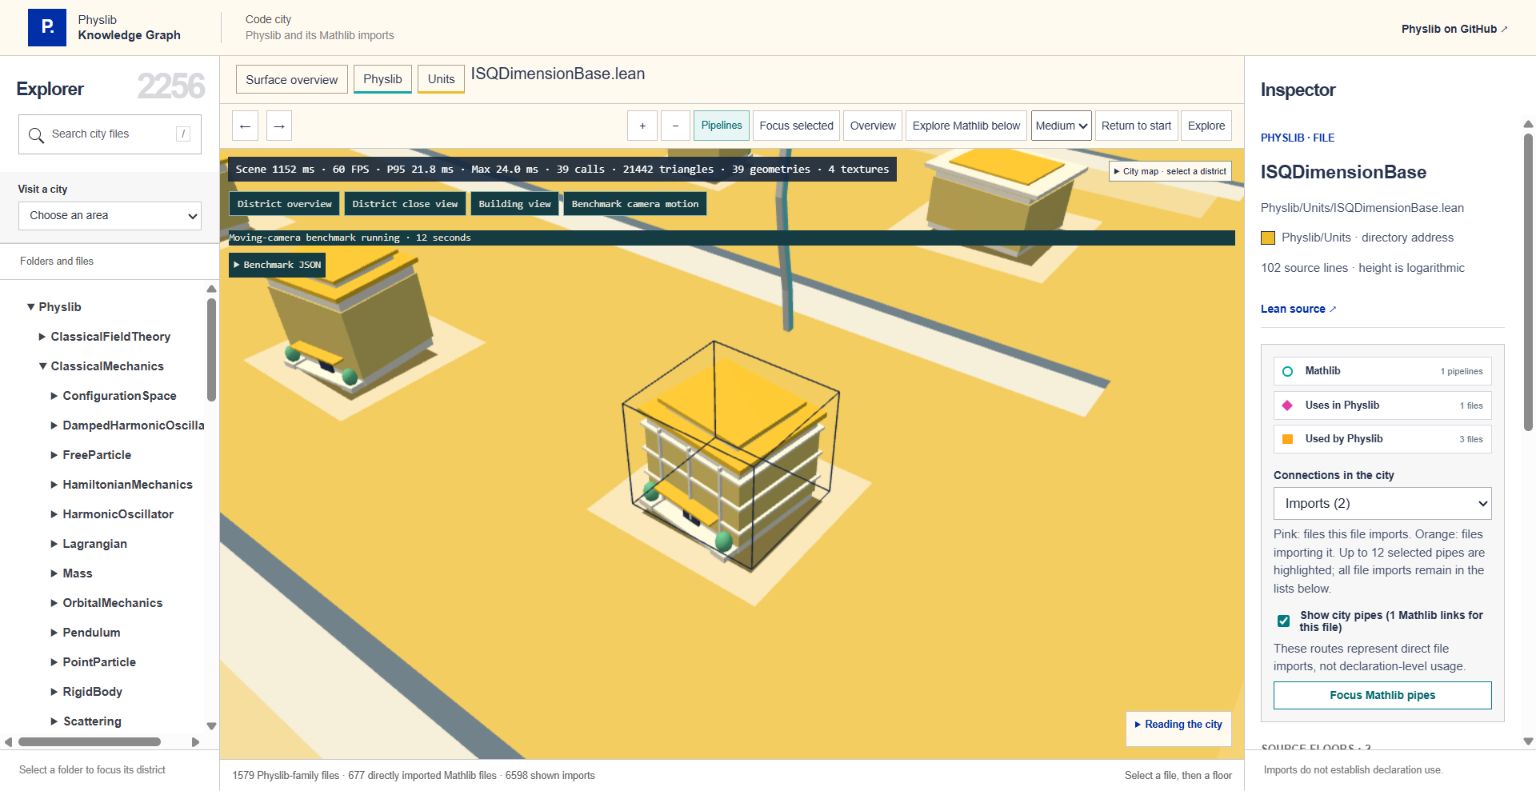 P.
Physlib
Knowledge Graph
Code city
Physlib and its Mathlib imports
Physlib on GitHub ↗
Explorer
2256
Search city files
/
Visit a city
Choose an area
Folders and files
▼ Physlib
▶ ClassicalFieldTheory
▼ ClassicalMechanics
▶ ConfigurationSpace
▶ DampedHarmonicOscilla
▶ FreeParticle
▶ HamiltonianMechanics
▶ HarmonicOscillator
▶ Lagrangian
▶ Mass
▶ OrbitalMechanics
▶ Pendulum
▶ PointParticle
▶ RigidBody
▶ Scattering
Select a folder to focus its district
Surface overview
Physlib
Units
ISQDimensionBase.lean
← →
+ − Pipelines Focus selected Overview Explore Mathlib below Medium Return to start Explore
Scene 1152 ms · 60 FPS · P95 21.8 ms · Max 24.0 ms · 39 calls · 21442 triangles · 39 geometries · 4 textures
▶ City map · select a district
District overview District close view Building view Benchmark camera motion
Moving-camera benchmark running · 12 seconds
▶ Benchmark JSON
▶ Reading the city
1579 Physlib-family files · 677 directly imported Mathlib files · 6598 shown imports
Select a file, then a floor
Inspector
PHYSLIB · FILE
ISQDimensionBase
Physlib/Units/ISQDimensionBase.lean
Physlib/Units · directory address
102 source lines · height is logarithmic
Lean source ↗
Mathlib 1 pipelines
Uses in Physlib 1 files
Used by Physlib 3 files
Connections in the city
Imports (2)
Pink: files this file imports. Orange: files
importing it. Up to 12 selected pipes are
highlighted; all file imports remain in the
lists below.
Show city pipes (1 Mathlib links for
this file)
These routes represent direct file
imports, not declaration-level usage.
Focus Mathlib pipes
SOURCE FLOORS · 2
Imports do not establish declaration use.